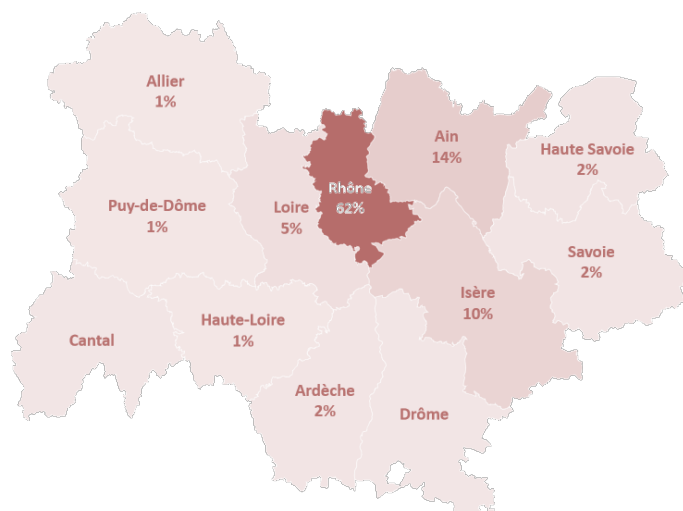 Allier
1%
Ain
14%
Haute Savoie
2%
Rhône
62%
Puy-de-Dôme
1%
Loire
5%
Savoie
2%
Isère
10%
Haute-Loire
1%
Cantal
Ardèche
2%
Drôme